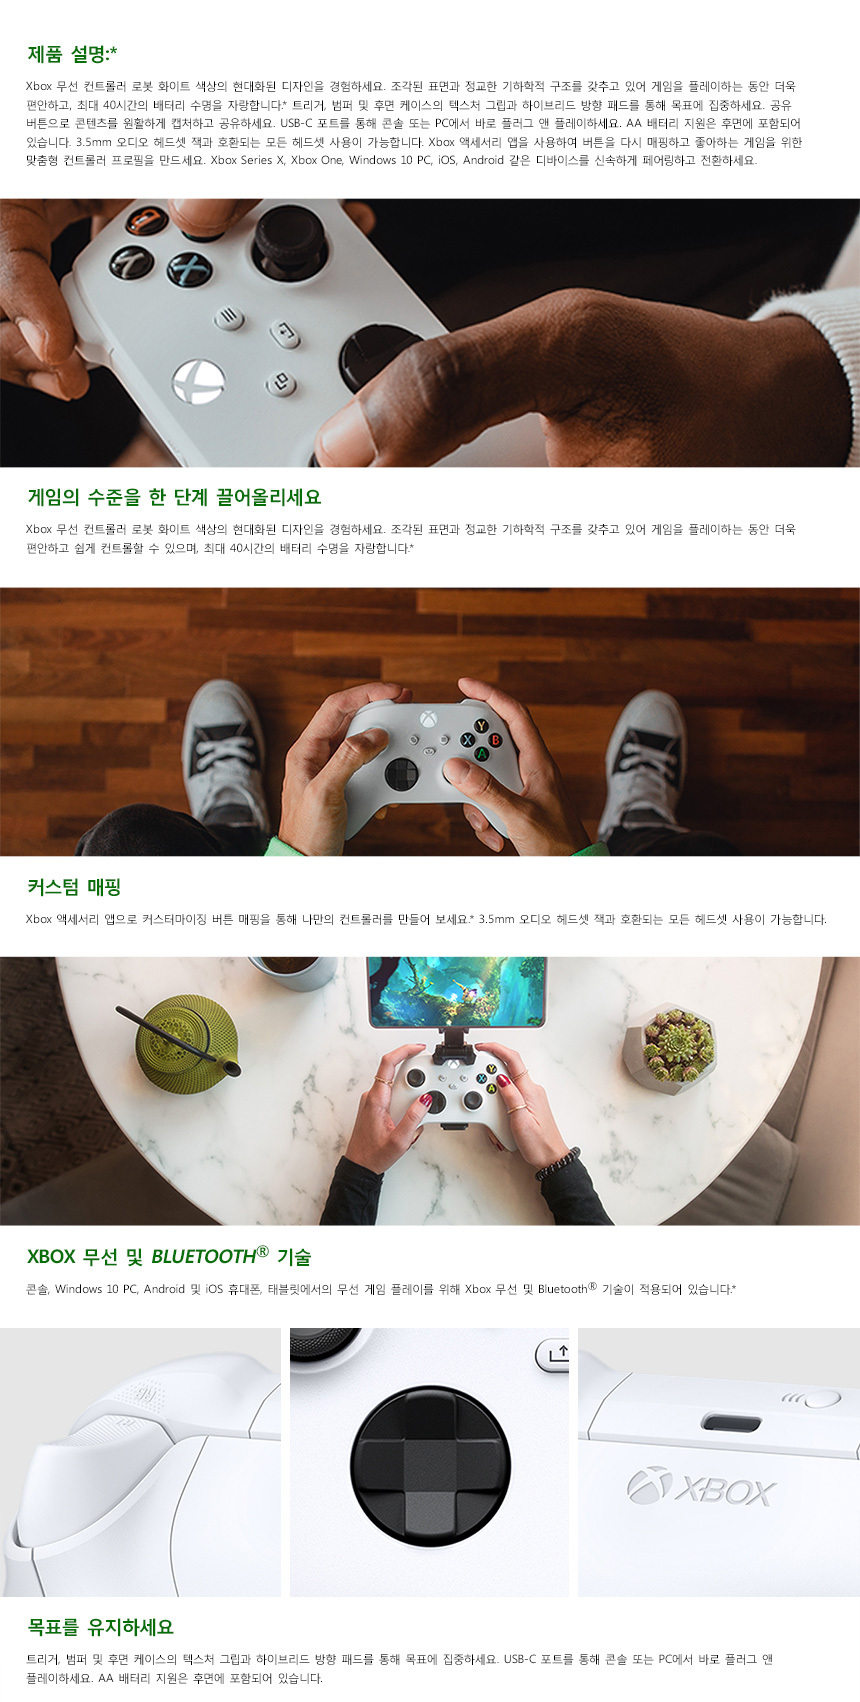 제품 설명:*
Xbox 무선 컨트롤러 로봇 화이트 색상의 현대화된 디자인을 경험하세요. 조각된 표면과 정교한 기하학적 구조를 갖추고 있어 게임을 플레이하는 동안 더욱
편안하고, 최대 40시간의 배터리 수명을 자랑합니다.* 트리거, 범퍼 및 후면 케이스의 텍스처 그립과 하이브리드 방향 패드를 통해 목표에 집중하세요. 공유
버튼으로 콘텐츠를 원활하게 캡처하고 공유하세요. USB-C 포트를 통해 콘솔 또는 PC에서 바로 플러그 앤 플레이하세요. AA 배터리 지원은 후면에 포함되어
있습니다. 3.5mm 오디오 헤드셋 잭과 호환되는 모든 헤드셋 사용이 가능합니다. Xbox 액세서리 앱을 사용하여 버튼을 다시 매핑하고 좋아하는 게임을 위한
맞춤형 컨트롤러 프로필을 만드세요. Xbox Series X, Xbox One, Windows 10 PC, iOS, Android 같은 디바이스를 신속하게 페어링하고 전환하세요.
B
Y X
게임의 수준을 한 단계 끌어올리세요
Xbox 무선 컨트롤러 로봇 화이트 색상의 현대화된 디자인을 경험하세요. 조각된 표면과 정교한 기하학적 구조를 갖추고 있어 게임을 플레이하는 동안 더욱
편안하고 쉽게 컨트롤할 수 있으며, 최대 40시간의 배터리 수명을 자랑합니다.*
Y
X B
A
커스텀 매핑
Xbox 액세서리 앱으로 커스터마이징 버튼 매핑을 통해 나만의 컨트롤러를 만들어 보세요.* 3.5mm 오디오 헤드셋 잭과 호환되는 모든 헤드셋 사용이 가능합니다.
Y
X
A
XBOX 무선 및 BLUETOOTH® 기술
콘솔, Windows 10 PC, Android 및 iOS 휴대폰, 태블릿에서의 무선 게임 플레이를 위해 Xbox 무선 및 Bluetooth® 기술이 적용되어 있습니다.*
RB
RT
XBOX
목표를 유지하세요
트리거, 범퍼 및 후면 케이스의 텍스처 그립과 하이브리드 방향 패드를 통해 목표에 집중하세요. USB-C 포트를 통해 콘솔 또는 PC에서 바로 플러그 앤
플레이하세요. AA 배터리 지원은 후면에 포함되어 있습니다.